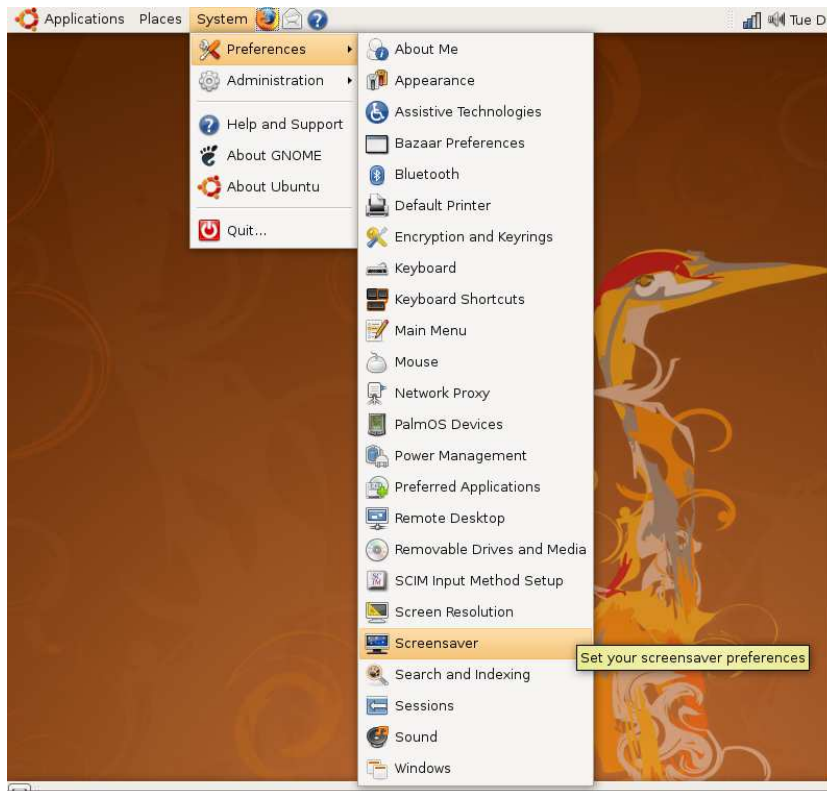 Applications Places System Tue D
Preferences
Administration
Help and Support
About GNOME
About Ubuntu
Quit...
About Me
Appearance
Assistive Technologies
Bazaar Preferences
Bluetooth
Default Printer
Encryption and Keyrings
Keyboard
Keyboard Shortcuts
Main Menu
Mouse
Network Proxy
PalmOS Devices
Power Management
Preferred Applications
Remote Desktop
Removable Drives and Media
SCIM Input Method Setup
Screen Resolution
Screensaver
Set your screensaver preferences
Search and Indexing
Sessions
Sound
Windows